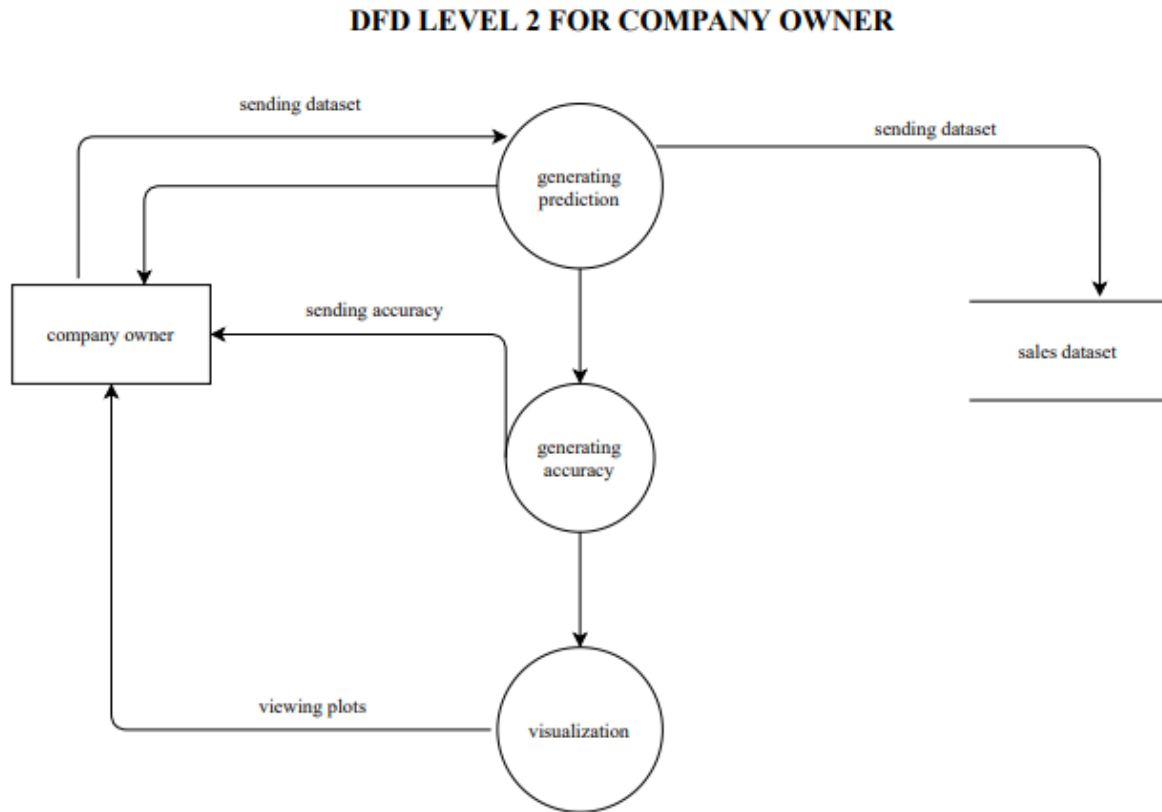 DFD LEVEL 2 FOR COMPANY OWNER
sending dataset
sending dataset
generating
prediction
company owner
sending accuracy
sales dataset
generating
accuracy
viewing plots
visualization